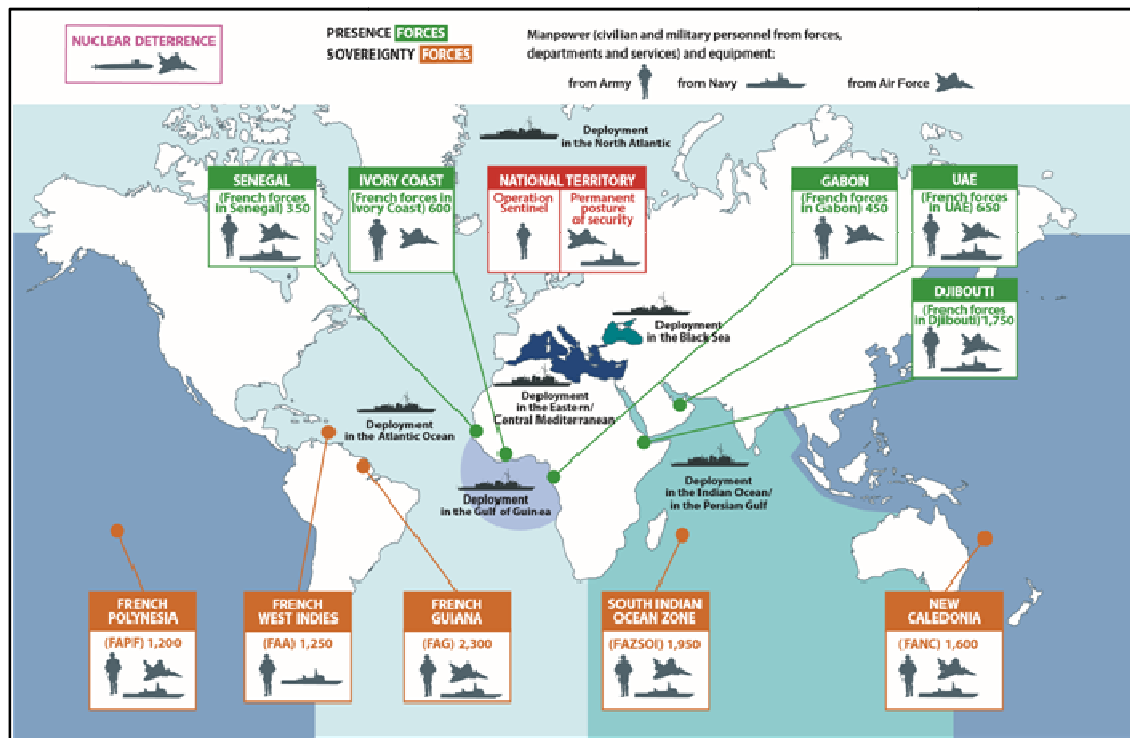 NUCLEAR DETERRENCE
PRESENCE FORCES
SOVEREIGNTY FORCIES
Manpower (civilian and military personnel from forces,
departments and services) and equipment:
from Army
from Navy
from Air Force
Deployment
in the North Atlantic
SENEGAL
(French forces
in Senegal) 350
IVORY COAST
(French forces in
Ivory Coast) 600
NATIONAL TERRITORY
Operation
Sentinel
Permanent
posture
of security
GABON
(French forces
in Gabon) 450
UAE
(French forces
in UAE) 650
DJIBOUTI
(French forces
in Djibouti) 1,750
Deployment
in the Black Sea
Deployment
in the Eastern/
Central Mediterranean
Deployment
in the Atlantic Ocean
Deployment
in the Gulf of Guinea
Deployment
in the Indian Ocean/
in the Persiam Gulf
FRENCH
POLYNESIA
(FAPIF) 1,200
FRENCH
WEST INDIES
(FAA) 1,250
FRENCH
GUIANA
(FAG) 2,300
SOUTH INDIAN
OCEAN ZONE
(FAZSOI) 1,950
NEW
CALEDONIA
(FANC) 1,600